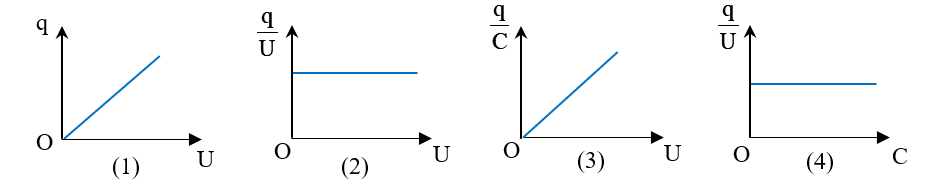 q
O
U
(1)
q
U
O
U
(2)
q
C
O
U
(3)
q
U
O
C
(4)